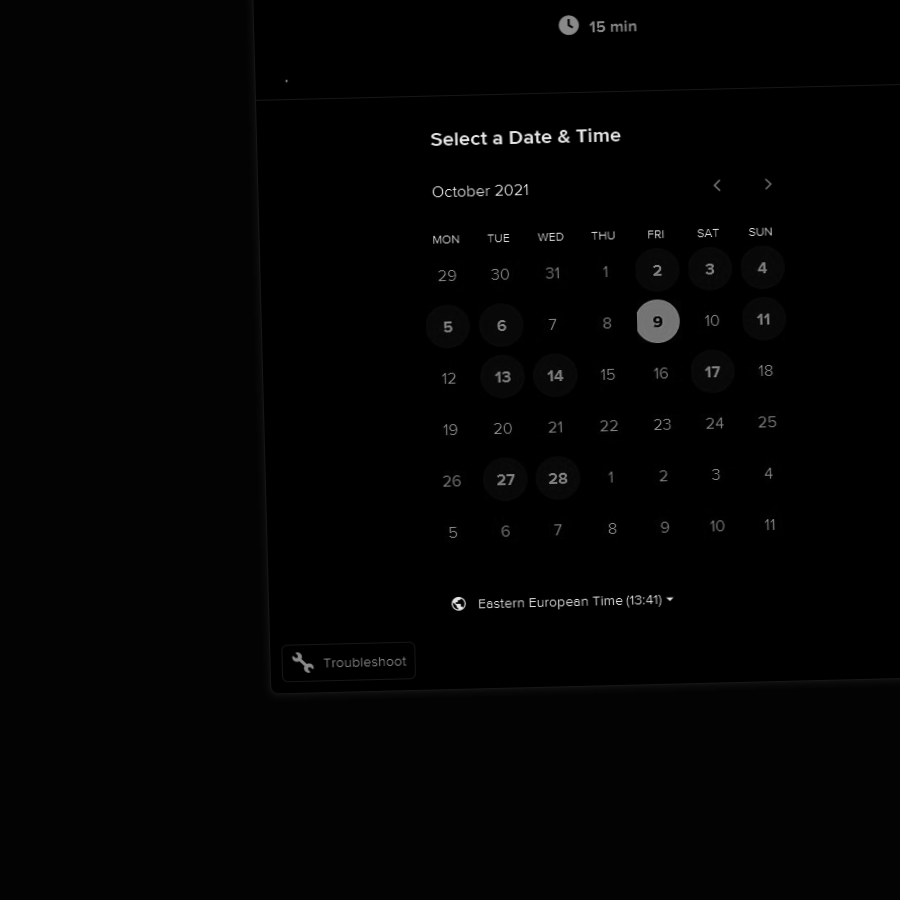 15 min
Select a Date & Time
October 2021
MON TUE WED THU FRI SAT SUN
29 30 31 1 2 3 4
5 6 7 8 9 10 11
12 13 14 15 16 17 18
19 20 21 22 23 24 25
26 27 28 1 2 3 4
5 6 7 8 9 10 11
Eastern European Time (13:41)
Troubleshoot